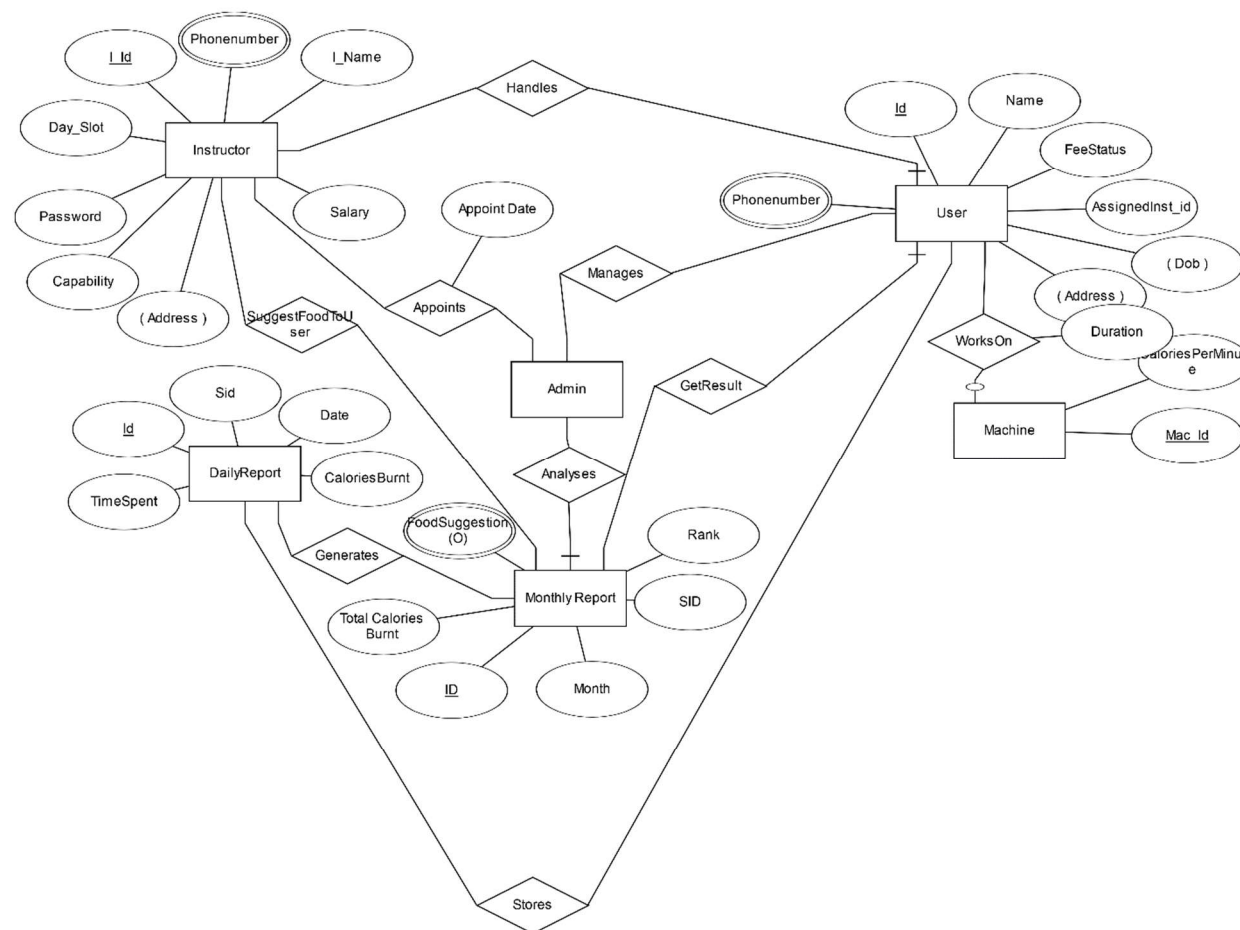 Phonenumber
I_Id
I_Name
Day_Slot
Instructor
Password
Salary
Capability
( Address )
Handles
Id
Name
FeeStatus
Phonenumber
User
AssignedInst_id
( Dob )
( Address )
Appoint Date
Manages
Appoints
SuggestFoodToU
ser
WorksOn
Duration
CaloriesPerMinut
e
Admin
GetResult
Machine
Mac_Id
Sid
Id
Date
DailyReport
CaloriesBurnt
TimeSpent
Analyses
FoodSuggestion
(O)
Rank
Generates
Monthly Report
SID
Total Calories
Burnt
ID
Month
Stores